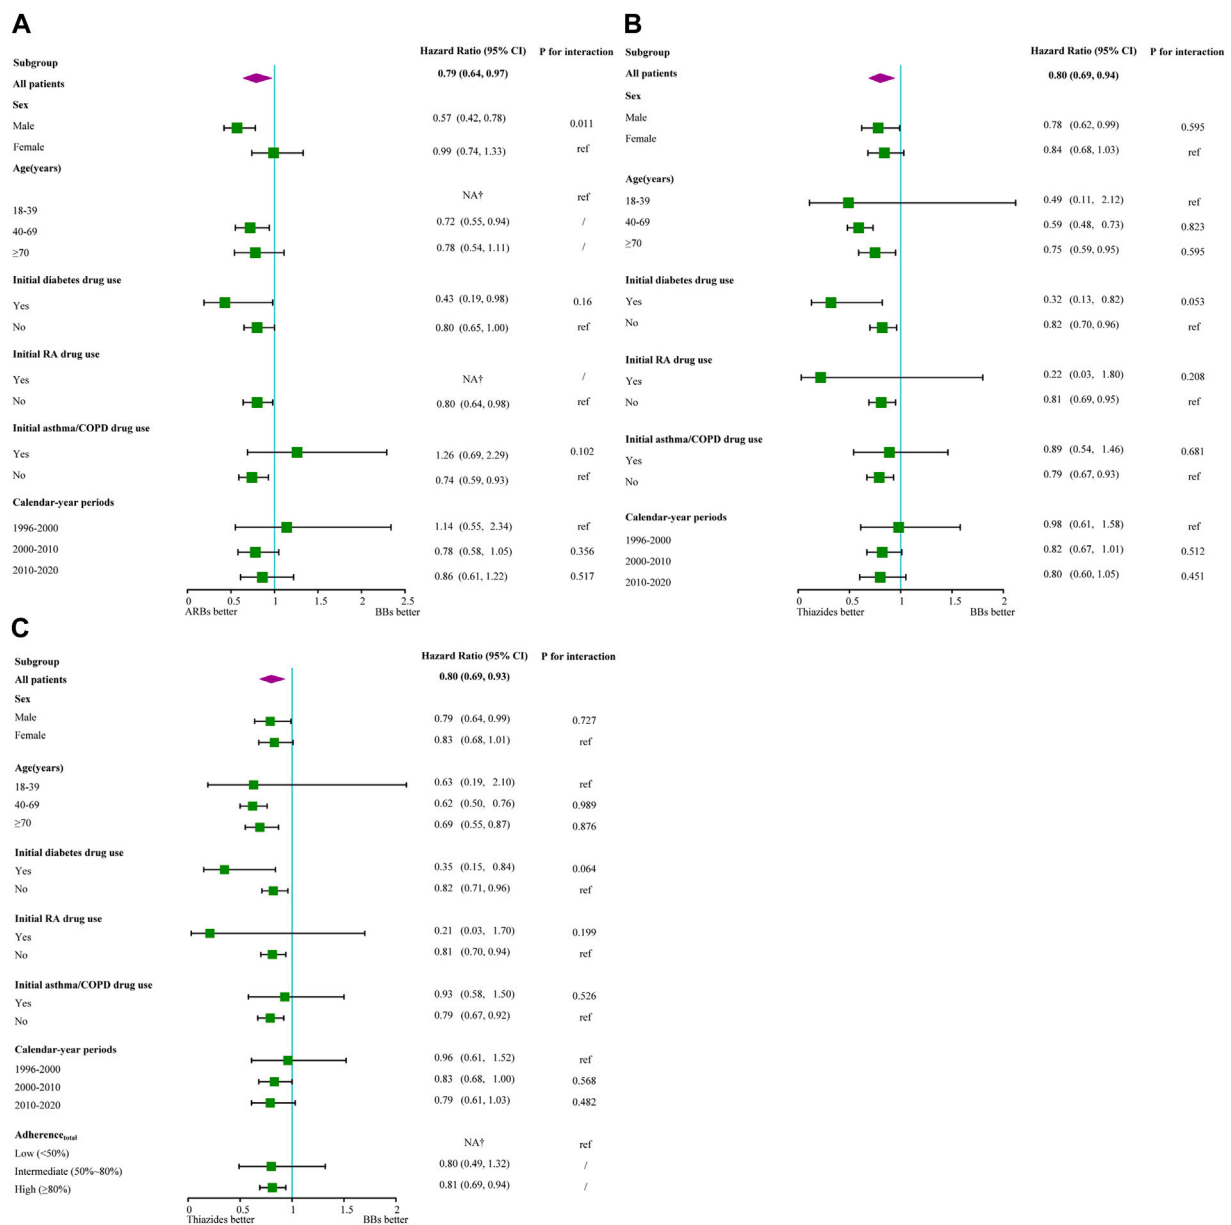 A
Hazard Ratio (95% CI) P for interaction
Subgroup
All patients 0.79 (0.64, 0.97)
Sex
Male 0.57 (0.42, 0.78) 0.011
Female 0.99 (0.74, 1.33) ref
Age(years)
NA† ref
18-39
0.72 (0.55, 0.94) /
40-69
≥70 0.78 (0.54, 1.11) /
Initial diabetes drug use
Yes 0.43 (0.19, 0.98) 0.16
No 0.80 (0.65, 1.00) ref
Initial RA drug use
Yes NA† /
No 0.80 (0.64, 0.98) ref
Initial asthma/COPD drug use
Yes 1.26 (0.69, 2.29) 0.102
No 0.74 (0.59, 0.93) ref
Calendar-year periods
1996-2000 1.14 (0.55, 2.34) ref
2000-2010 0.78 (0.58, 1.05) 0.356
2010-2020 0.86 (0.61, 1.22) 0.517
0 0.5 1 1.5 2 2.5
ARBs better BBs better
B
Hazard Ratio (95% CI) P for interaction
Subgroup
All patients 0.80 (0.69, 0.94)
Sex
Male 0.78 (0.62, 0.99) 0.595
Female 0.84 (0.68, 1.03) ref
Age(years)
18-39 0.49 (0.11, 2.12) ref
40-69 0.59 (0.48, 0.73) 0.823
≥70 0.75 (0.59, 0.95) 0.595
Initial diabetes drug use
Yes 0.32 (0.13, 0.82) 0.053
No 0.82 (0.70, 0.96) ref
Initial RA drug use
Yes 0.22 (0.03, 1.80) 0.208
No 0.81 (0.69, 0.95) ref
Initial asthma/COPD drug use
Yes 0.89 (0.54, 1.46) 0.681
No 0.79 (0.67, 0.93) ref
Calendar-year periods
1996-2000 0.98 (0.61, 1.58) ref
2000-2010 0.82 (0.67, 1.01) 0.512
2010-2020 0.80 (0.60, 1.05) 0.451
0 0.5 1 1.5 2
Thiazides better BBs better
C
Hazard Ratio (95% CI) P for interaction
Subgroup
All patients 0.80 (0.69, 0.93)
Sex
Male 0.79 (0.64, 0.99) 0.727
Female 0.83 (0.68, 1.01) ref
Age(years)
18-39 0.63 (0.19, 2.10) ref
40-69 0.62 (0.50, 0.76) 0.989
≥70 0.69 (0.55, 0.87) 0.876
Initial diabetes drug use
Yes 0.35 (0.15, 0.84) 0.064
No 0.82 (0.71, 0.96) ref
Initial RA drug use
Yes 0.21 (0.03, 1.70) 0.199
No 0.81 (0.70, 0.94) ref
Initial asthma/COPD drug use
Yes 0.93 (0.58, 1.50) 0.526
No 0.79 (0.67, 0.92) ref
Calendar-year periods
1996-2000 0.96 (0.61, 1.52) ref
2000-2010 0.83 (0.68, 1.00) 0.568
2010-2020 0.79 (0.61, 1.03) 0.482
Adherence total
Low (<50%) NA† ref
Intermediate (50%~80%) 0.80 (0.49, 1.32) /
High (≥80%) 0.81 (0.69, 0.94) /
0 0.5 1 1.5 2
Thiazides better BBs better